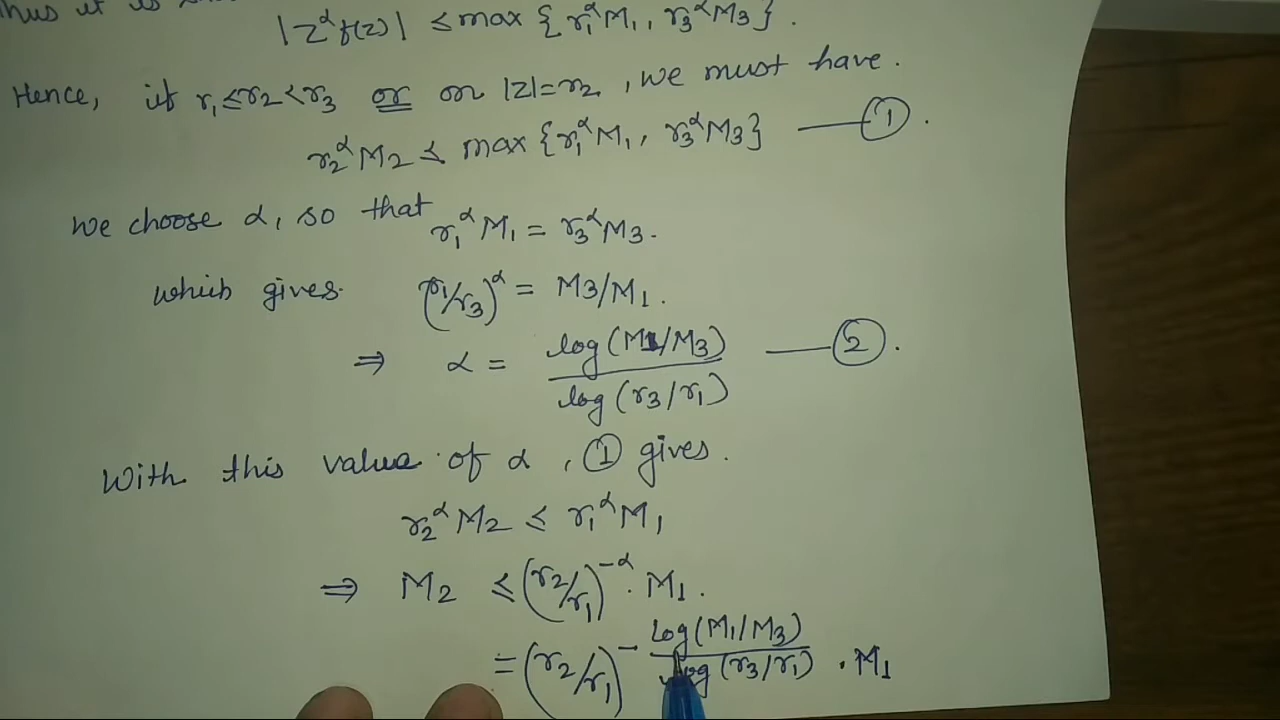 Thus it is
|z^α f(z)| ≤ max {r₁^α M₁, r₃^α M₃}.
Hence, if r₁ ≤ r₂ < r₃ or on |z| = r₂, we must have.
r₂^α M₂ ≤ max {r₁^α M₁, r₃^α M₃} —— ①.
we choose α, so that r₁^α M₁ = r₃^α M₃.
which gives. (r₁/r₃)^α = M₃/M₁.
⇒ α = log(M₁/M₃) / log(r₃/r₁) —— ②.
With this value of α, ① gives.
r₂^α M₂ ≤ r₁^α M₁
⇒ M₂ ≤ (r₂/r₁)^-α . M₁.
= (r₂/r₁)^- log(M₁/M₃) / log(r₃/r₁) . M₁